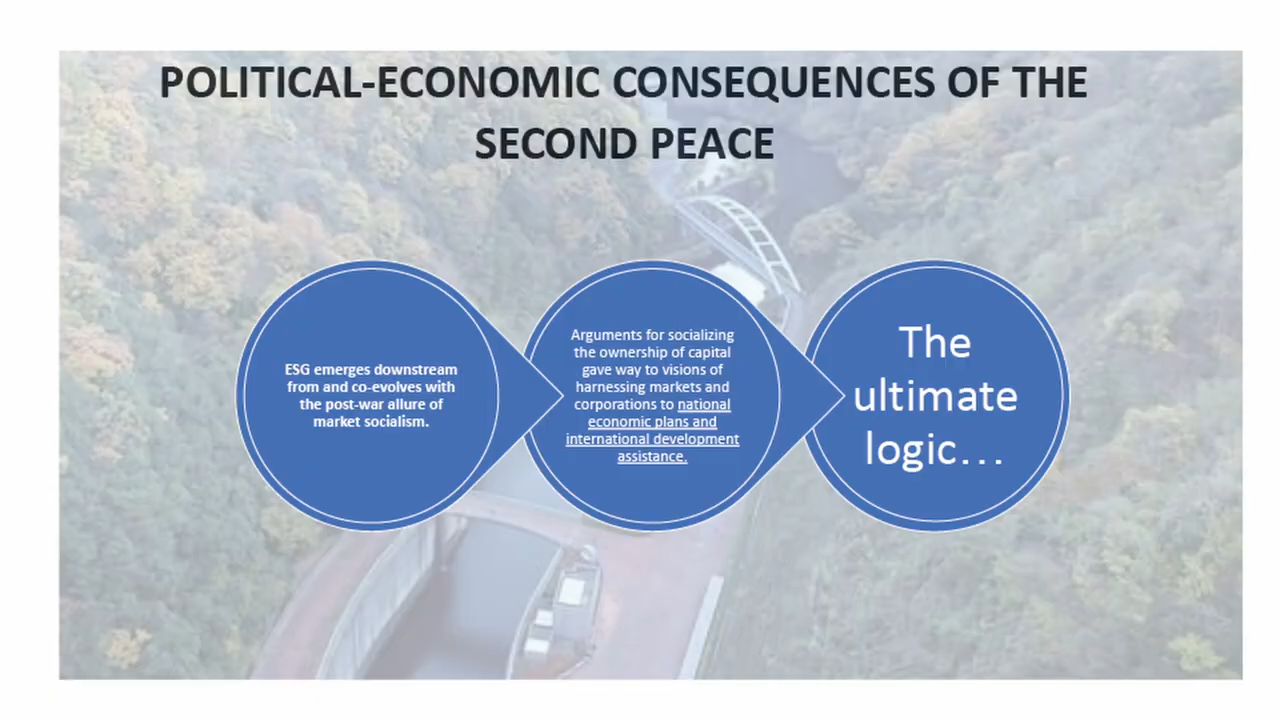 POLITICAL-ECONOMIC CONSEQUENCES OF THE
SECOND PEACE
ESG emerges downstream
from and co-evolves with
the post-war allure of
market socialism.
Arguments for socializing
the ownership of capital
gave way to visions of
harnessing markets and
corporations to national
economic plans and
international development
assistance.
The
ultimate
logic…